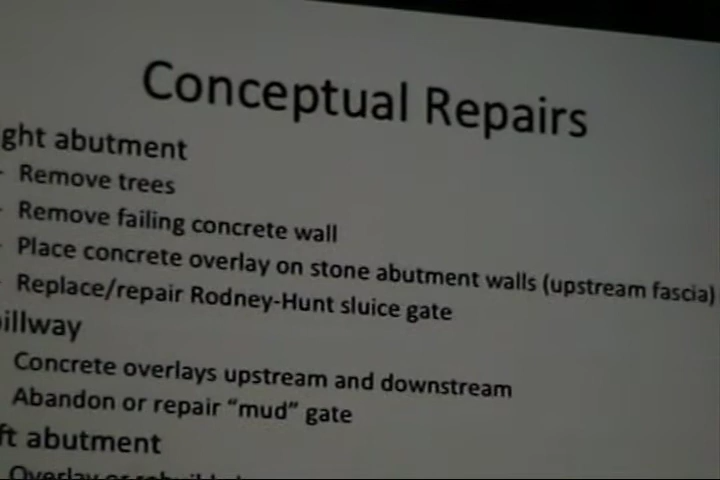 Conceptual Repairs
ght abutment
- Remove trees
- Remove failing concrete wall
- Place concrete overlay on stone abutment walls (upstream fascia)
- Replace/repair Rodney-Hunt sluice gate
illway
Concrete overlays upstream and downstream
Abandon or repair “mud” gate
ft abutment
Overlay or